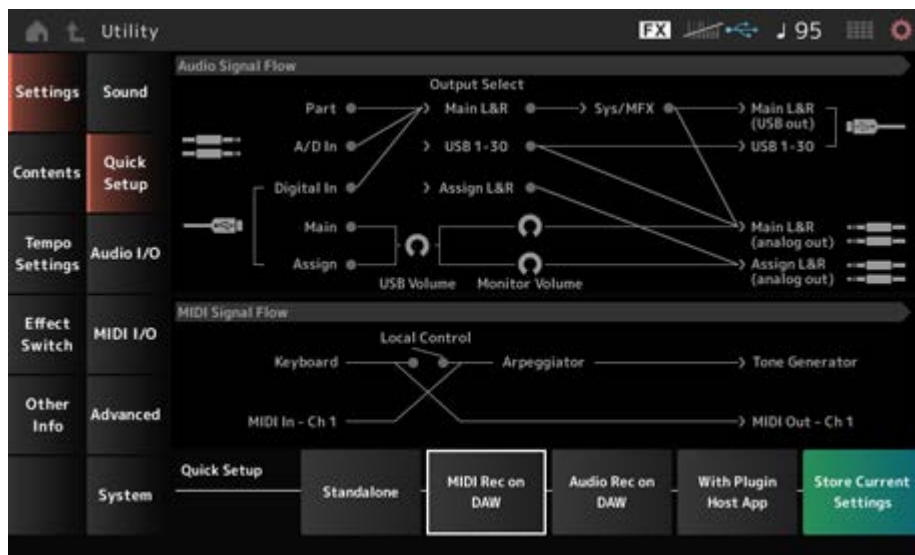 Utility
FX
95
Settings
Sound
Contents
Quick
Setup
Tempo
Settings
Audio I/O
Effect
Switch
MIDI I/O
Other
Info
Advanced
System
Audio Signal Flow
Output Select
Part
Main L&R
Sys/MFX
Main L&R
(USB out)
A/D In
USB 1-30
USB 1-30
Digital In
Assign L&R
Main
Main L&R
(analog out)
Assign
USB Volume
Monitor Volume
Assign L&R
(analog out)
MIDI Signal Flow
Local Control
Keyboard
Arpeggiator
Tone Generator
MIDI In - Ch 1
MIDI Out - Ch 1
Quick Setup
Standalone
MIDI Rec on
DAW
Audio Rec on
DAW
With Plugin
Host App
Store Current
Settings